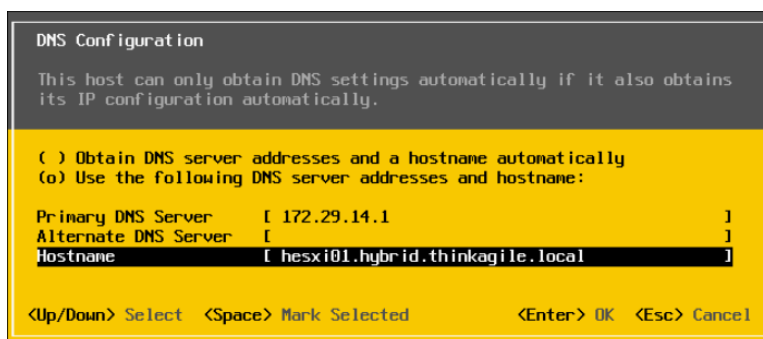 DNS Configuration
This host can only obtain DNS settings automatically if it also obtains
its IP configuration automatically.
( ) Obtain DNS server addresses and a hostname automatically
(o) Use the following DNS server addresses and hostname:
Primary DNS Server [ 172.29.14.1 ]
Alternate DNS Server [ ]
Hostname [ hesxi01.hybrid.thinkagile.local ]
<Up/Down> Select <Space> Mark Selected <Enter> OK <Esc> Cancel